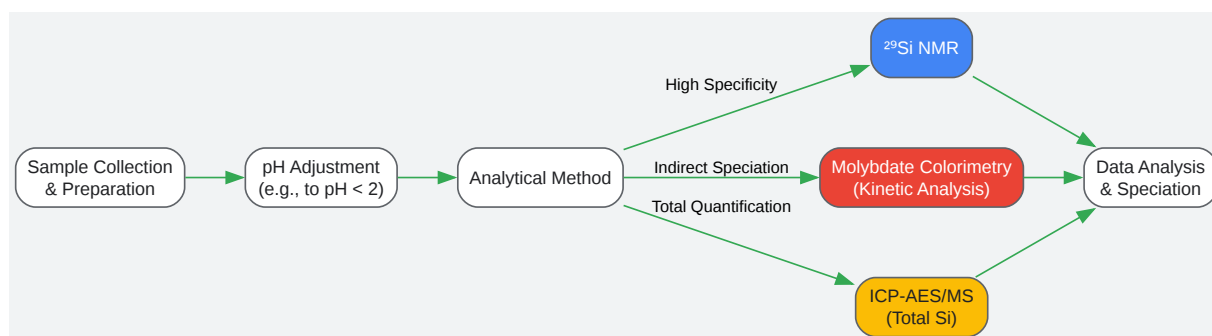 Sample Collection
& Preparation
pH Adjustment
(e.g., to pH < 2)
Analytical Method
High Specificity
²⁹Si NMR
Indirect Speciation
Molybdate Colorimetry
(Kinetic Analysis)
Total Quantification
ICP-AES/MS
(Total Si)
Data Analysis
& Speciation